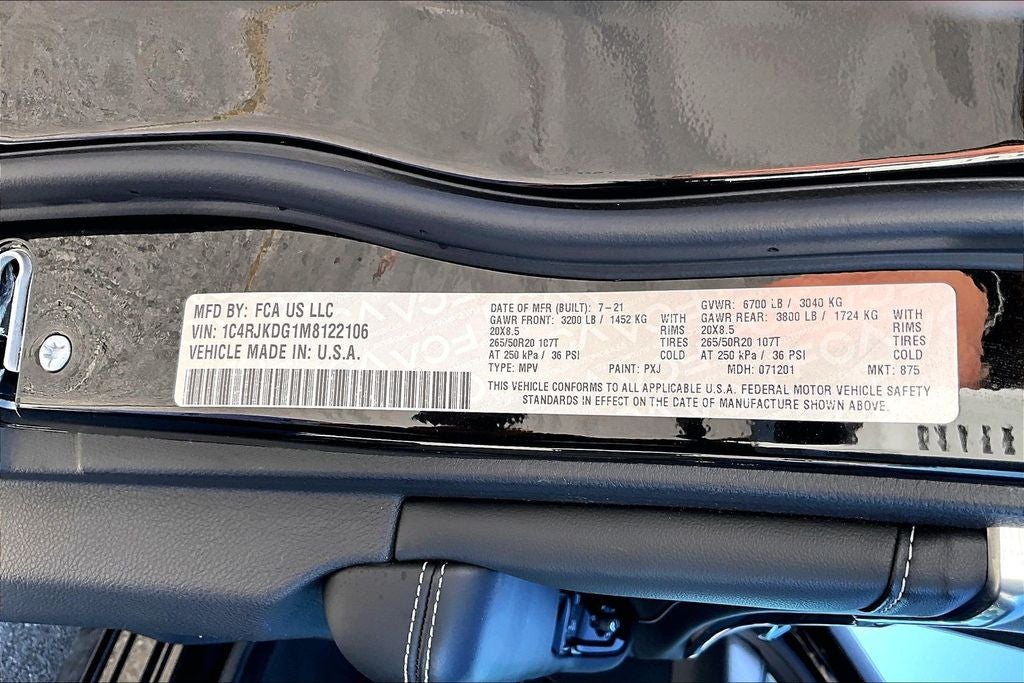 MFD BY: FCA US LLC
VIN: 1C4RJKDG1M8122106
VEHICLE MADE IN: U.S.A.
DATE OF MFR (BUILT): 7-21
GAWR FRONT: 3200 LB / 1452 KG WITH
20X8.5 RIMS
265/50R20 107T TIRES
AT 250 kPa / 36 PSI COLD
TYPE: MPV PAINT: PXJ
GVWR: 6700 LB / 3040 KG
GAWR REAR: 3800 LB / 1724 KG WITH
20X8.5 RIMS
265/50R20 107T TIRES
AT 250 kPa / 36 PSI COLD
MDH: 071201 MKT: 875
THIS VEHICLE CONFORMS TO ALL APPLICABLE U.S.A. FEDERAL MOTOR VEHICLE SAFETY
STANDARDS IN EFFECT ON THE DATE OF MANUFACTURE SHOWN ABOVE.